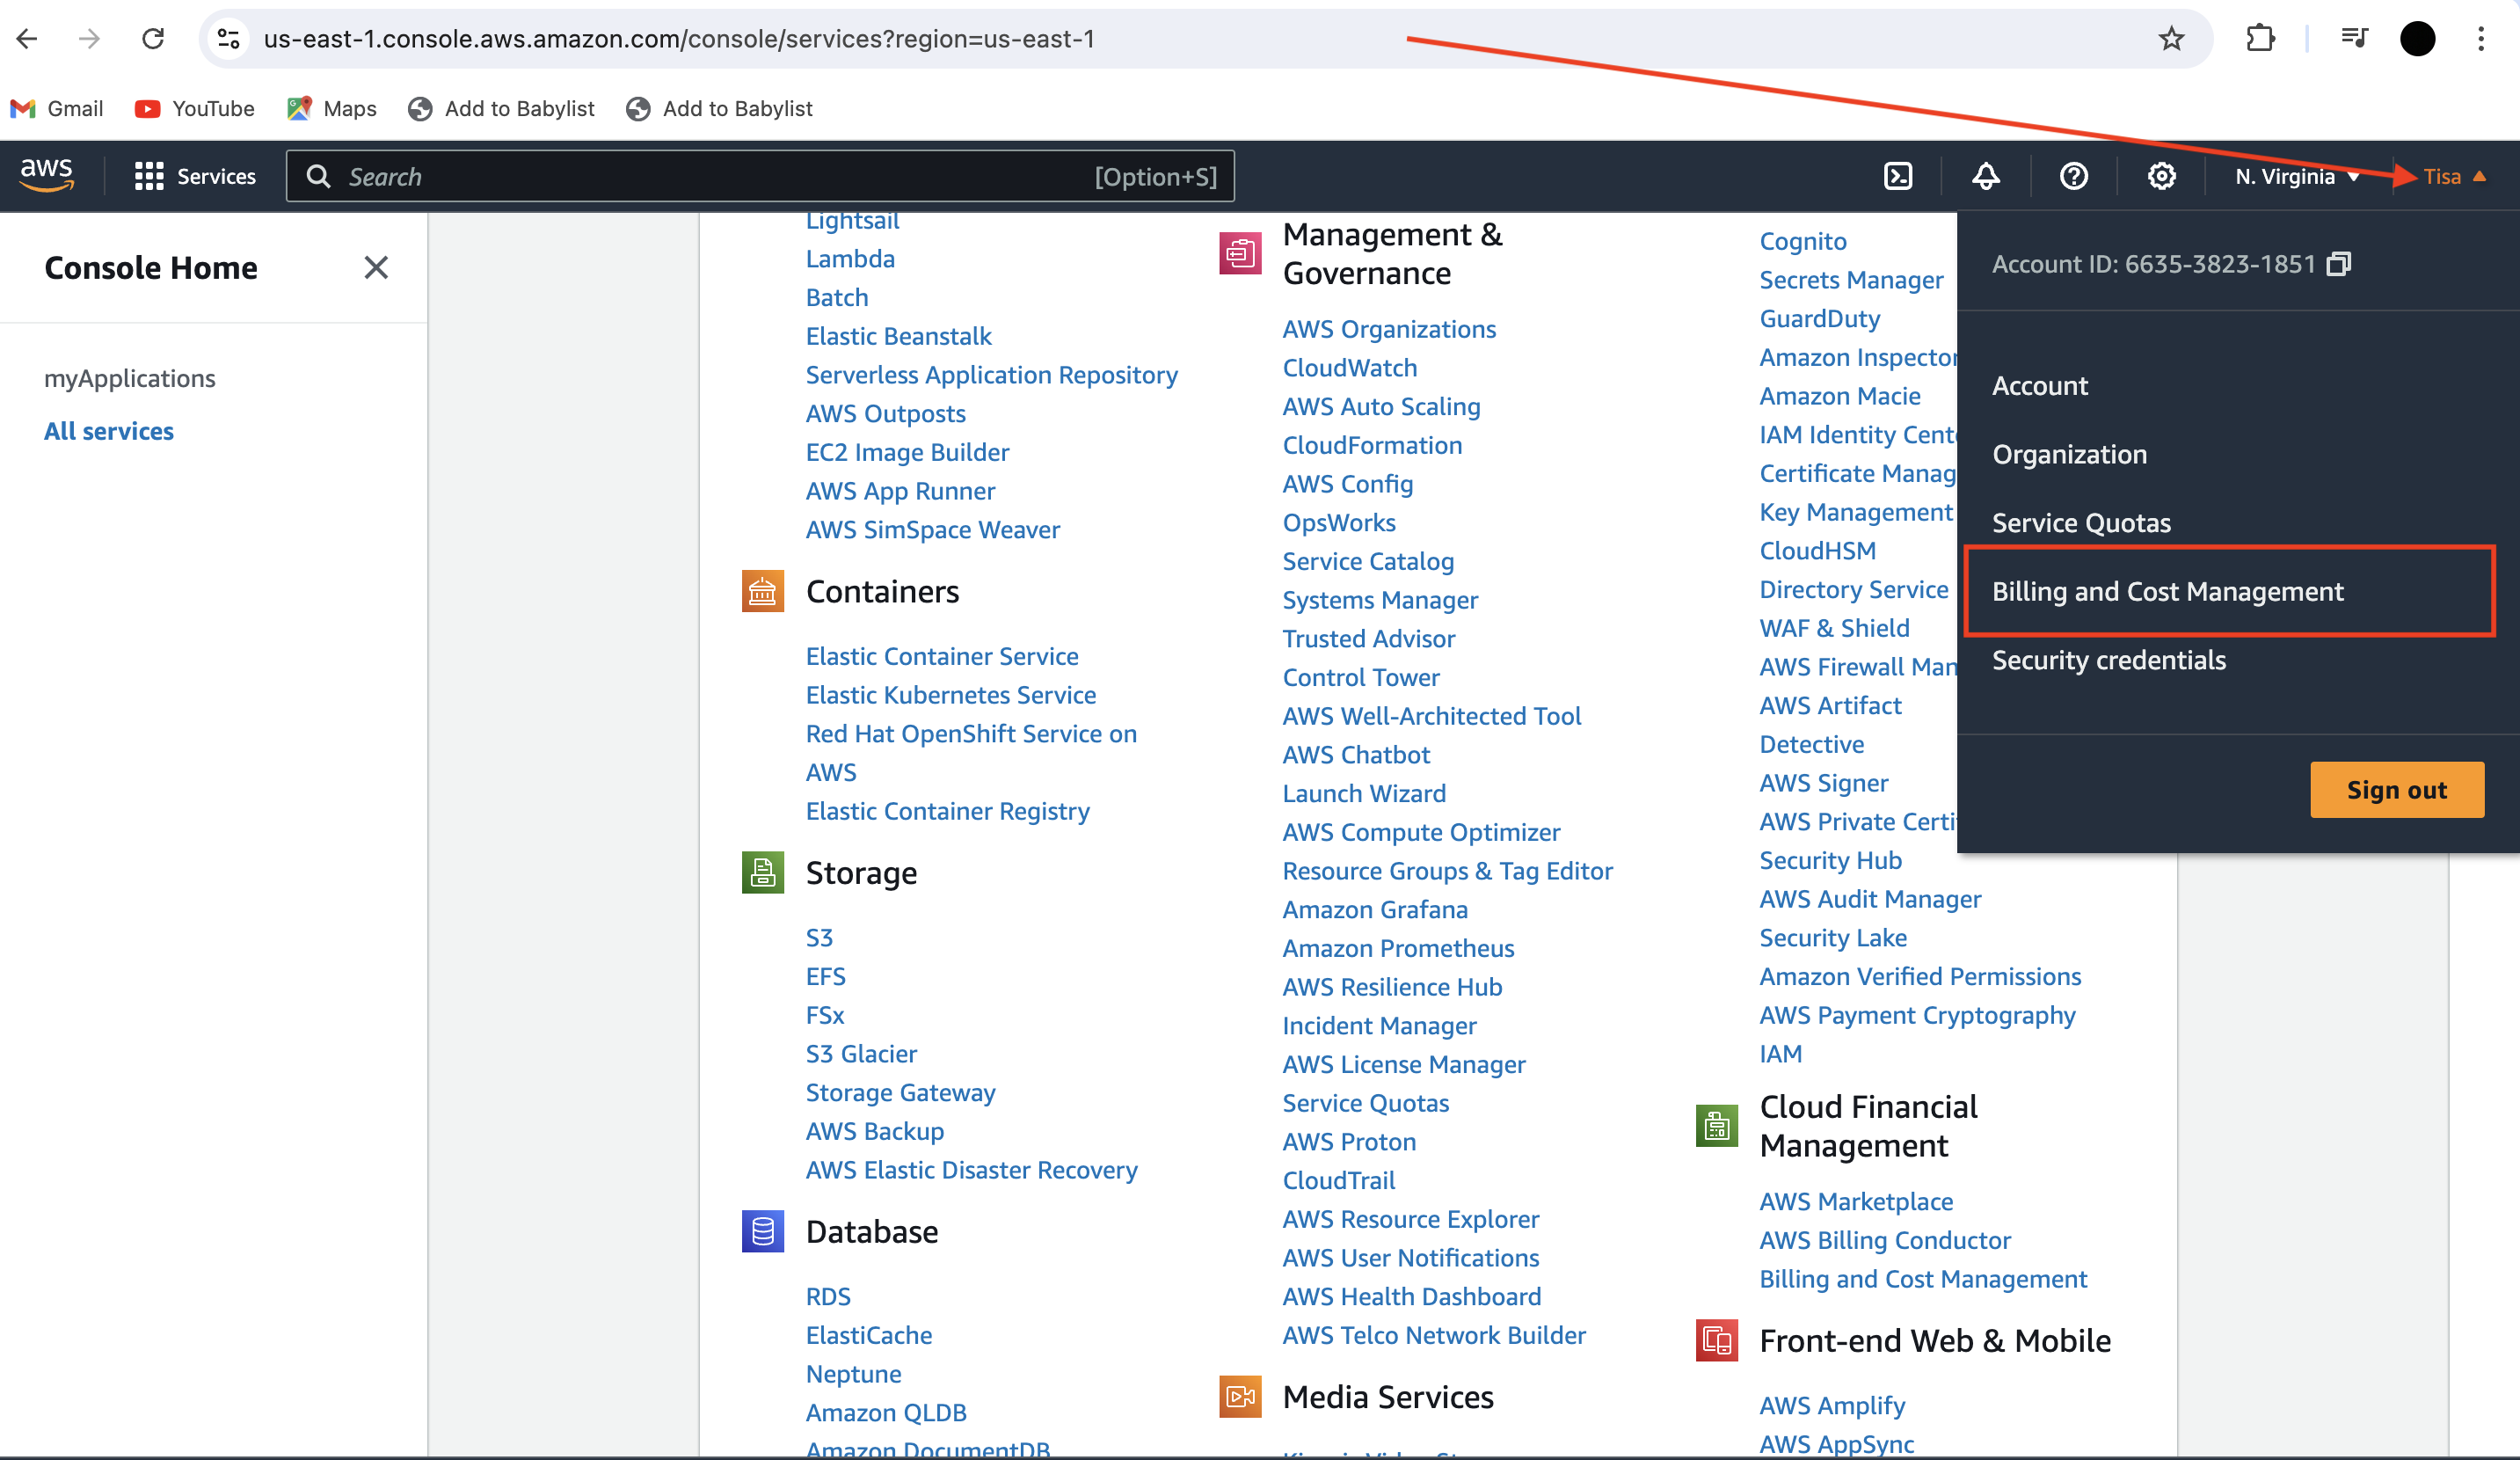 us-east-1.console.aws.amazon.com/console/services?region=us-east-1
Gmail
YouTube
Maps
Add to Babylist
Add to Babylist
aws
Services
Search
[Option+S]
N. Virginia
Tisa
Console Home
myApplications
All services
Lightsail
Lambda
Batch
Elastic Beanstalk
Serverless Application Repository
AWS Outposts
EC2 Image Builder
AWS App Runner
AWS SimSpace Weaver
Containers
Elastic Container Service
Elastic Kubernetes Service
Red Hat OpenShift Service on
AWS
Elastic Container Registry
Storage
S3
EFS
FSx
S3 Glacier
Storage Gateway
AWS Backup
AWS Elastic Disaster Recovery
Database
RDS
ElastiCache
Neptune
Amazon QLDB
Amazon DocumentDB
Management &
Governance
AWS Organizations
CloudWatch
AWS Auto Scaling
CloudFormation
AWS Config
OpsWorks
Service Catalog
Systems Manager
Trusted Advisor
Control Tower
AWS Well-Architected Tool
AWS Chatbot
Launch Wizard
AWS Compute Optimizer
Resource Groups & Tag Editor
Amazon Grafana
Amazon Prometheus
AWS Resilience Hub
Incident Manager
AWS License Manager
Service Quotas
AWS Proton
CloudTrail
AWS Resource Explorer
AWS User Notifications
AWS Health Dashboard
AWS Telco Network Builder
Media Services
Cognito
Secrets Manager
GuardDuty
Amazon Inspector
Amazon Macie
IAM Identity Cent
Certificate Manag
Key Management
CloudHSM
Directory Service
WAF & Shield
AWS Firewall Man
AWS Artifact
Detective
AWS Signer
AWS Private Certi
Security Hub
AWS Audit Manager
Security Lake
Amazon Verified Permissions
AWS Payment Cryptography
IAM
Cloud Financial
Management
AWS Marketplace
AWS Billing Conductor
Billing and Cost Management
Front-end Web & Mobile
AWS Amplify
AWS AppSync
Account ID: 6635-3823-1851
Account
Organization
Service Quotas
Billing and Cost Management
Security credentials
Sign out